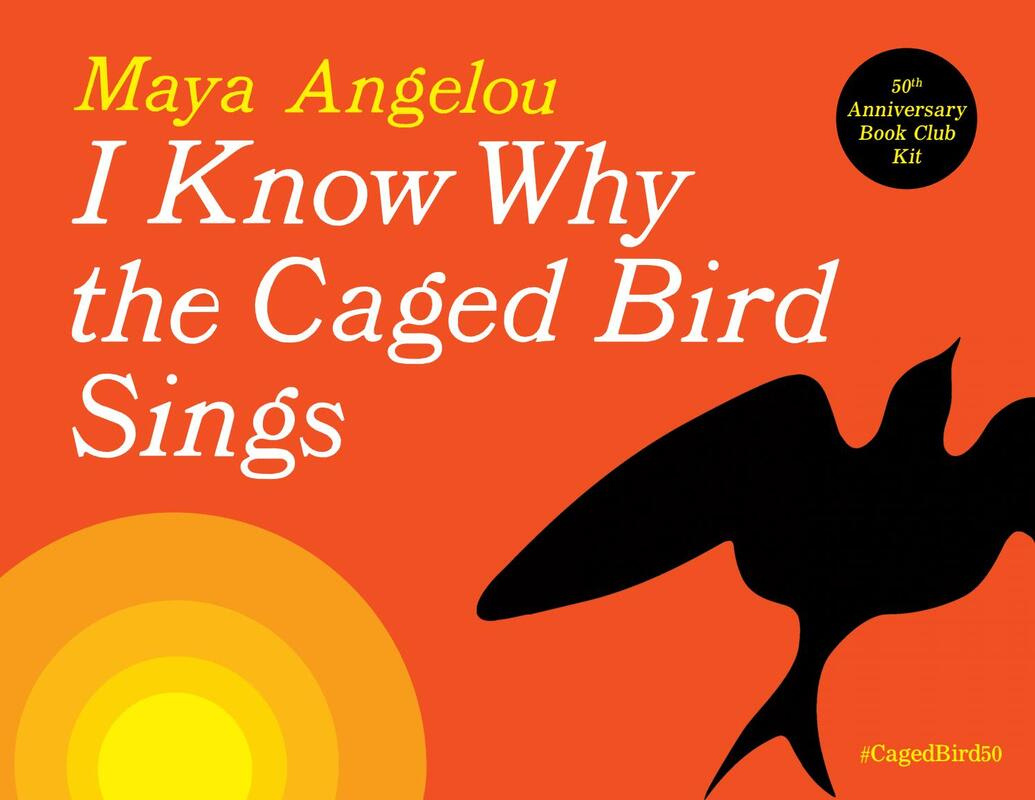 Maya Angelou
I Know Why
the Caged Bird
Sings
50th
Anniversary
Book Club
Kit
#CagedBird50